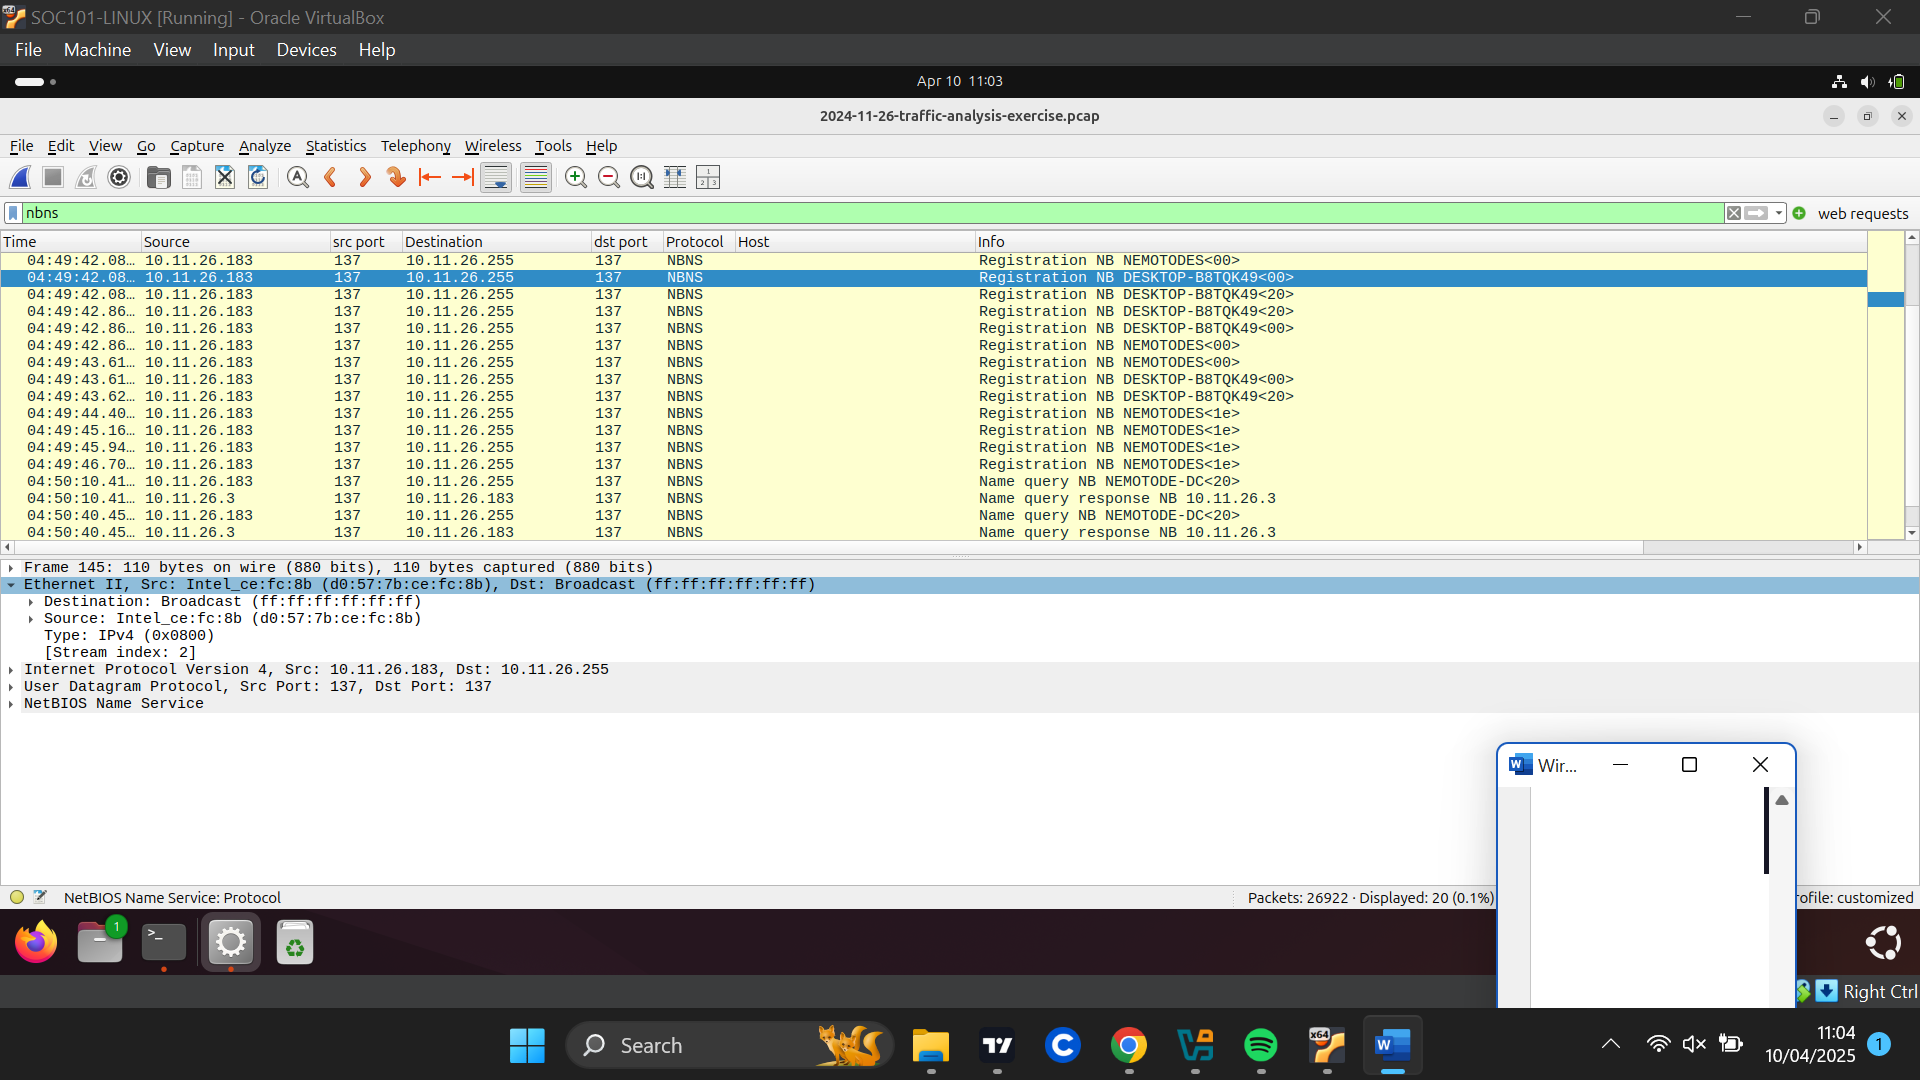 SOC101-LINUX [Running] - Oracle VirtualBox
File Machine View Input Devices Help
Apr 10 11:03
2024-11-26-traffic-analysis-exercise.pcap
File Edit View Go Capture Analyze Statistics Telephony Wireless Tools Help
nbns
web requests
Time Source src port Destination dst port Protocol Host Info
04:49:42.08… 10.11.26.183 137 10.11.26.255 137 NBNS Registration NB NEMOTODES<00>
04:49:42.08… 10.11.26.183 137 10.11.26.255 137 NBNS Registration NB DESKTOP-B8TQK49<00>
04:49:42.08… 10.11.26.183 137 10.11.26.255 137 NBNS Registration NB DESKTOP-B8TQK49<20>
04:49:42.86… 10.11.26.183 137 10.11.26.255 137 NBNS Registration NB DESKTOP-B8TQK49<20>
04:49:42.86… 10.11.26.183 137 10.11.26.255 137 NBNS Registration NB DESKTOP-B8TQK49<00>
04:49:42.86… 10.11.26.183 137 10.11.26.255 137 NBNS Registration NB NEMOTODES<00>
04:49:43.61… 10.11.26.183 137 10.11.26.255 137 NBNS Registration NB NEMOTODES<00>
04:49:43.61… 10.11.26.183 137 10.11.26.255 137 NBNS Registration NB DESKTOP-B8TQK49<00>
04:49:43.62… 10.11.26.183 137 10.11.26.255 137 NBNS Registration NB DESKTOP-B8TQK49<20>
04:49:44.40… 10.11.26.183 137 10.11.26.255 137 NBNS Registration NB NEMOTODES<1e>
04:49:45.16… 10.11.26.183 137 10.11.26.255 137 NBNS Registration NB NEMOTODES<1e>
04:49:45.94… 10.11.26.183 137 10.11.26.255 137 NBNS Registration NB NEMOTODES<1e>
04:49:46.70… 10.11.26.183 137 10.11.26.255 137 NBNS Registration NB NEMOTODES<1e>
04:50:10.41… 10.11.26.183 137 10.11.26.255 137 NBNS Name query NB NEMOTODE-DC<20>
04:50:10.41… 10.11.26.3 137 10.11.26.183 137 NBNS Name query response NB 10.11.26.3
04:50:40.45… 10.11.26.183 137 10.11.26.255 137 NBNS Name query NB NEMOTODE-DC<20>
04:50:40.45… 10.11.26.3 137 10.11.26.183 137 NBNS Name query response NB 10.11.26.3
Frame 145: 110 bytes on wire (880 bits), 110 bytes captured (880 bits)
Ethernet II, Src: Intel_ce:fc:8b (d0:57:7b:ce:fc:8b), Dst: Broadcast (ff:ff:ff:ff:ff:ff)
Destination: Broadcast (ff:ff:ff:ff:ff:ff)
Source: Intel_ce:fc:8b (d0:57:7b:ce:fc:8b)
Type: IPv4 (0x0800)
[Stream index: 2]
Internet Protocol Version 4, Src: 10.11.26.183, Dst: 10.11.26.255
User Datagram Protocol, Src Port: 137, Dst Port: 137
NetBIOS Name Service
Wir...
NetBIOS Name Service: Protocol
Packets: 26922 · Displayed: 20 (0.1%)
rofile: customized
1
Right Ctrl
Search
x64
11:04
10/04/2025
1